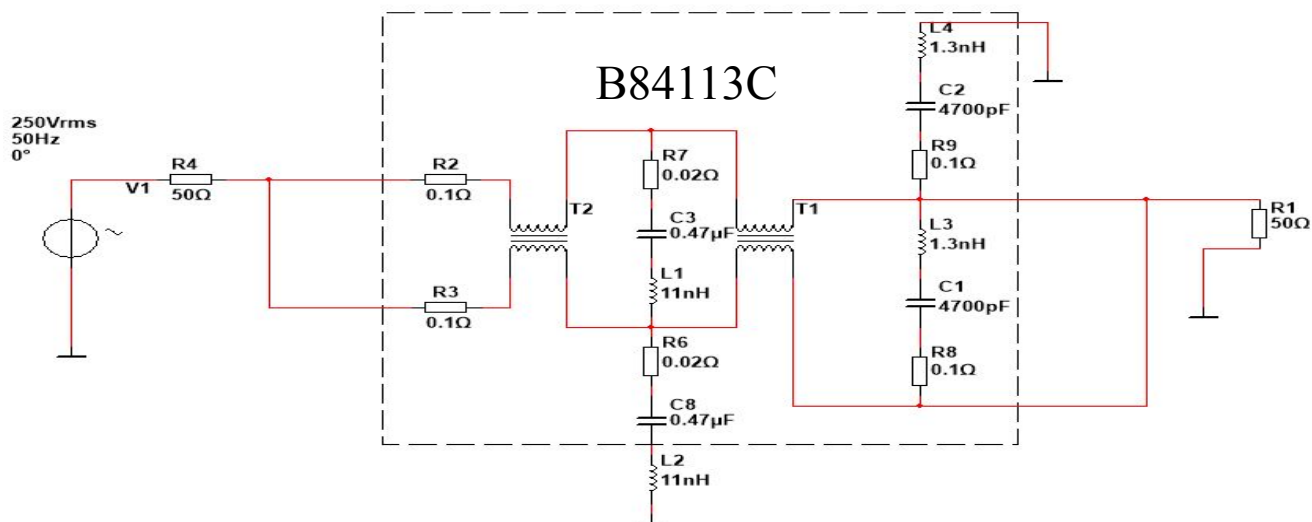 B84113C
250Vrms
50Hz
0°
V1
R4
50Ω
R2
0.1Ω
R3
0.1Ω
T2
R7
0.02Ω
C3
0.47µF
L1
11nH
R6
0.02Ω
C8
0.47µF
L2
11nH
T1
L4
1.3nH
C2
4700pF
R9
0.1Ω
L3
1.3nH
C1
4700pF
R8
0.1Ω
R1
50Ω